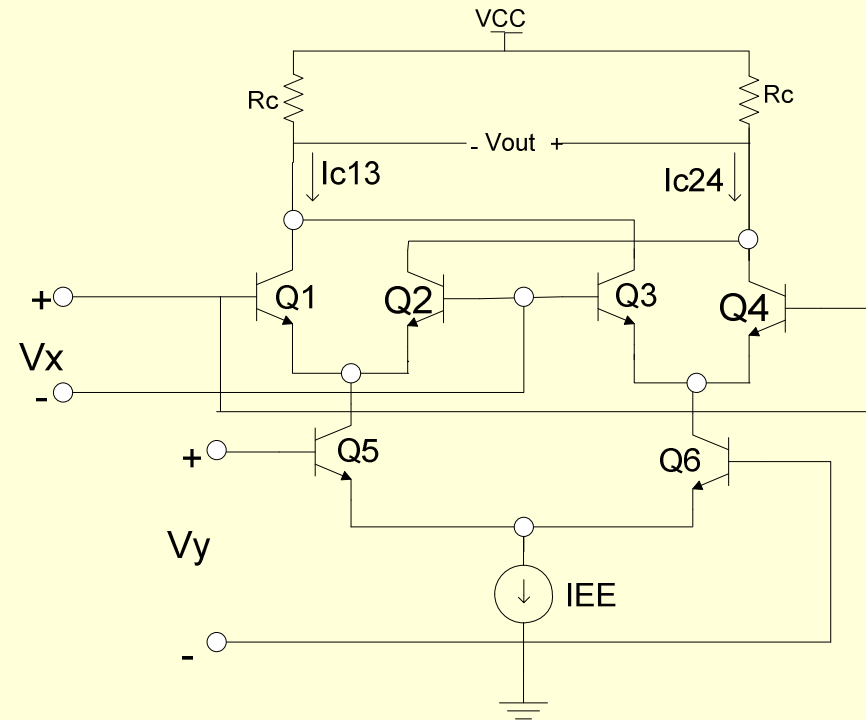 VCC
Rc
Rc
- Vout +
Ic13
Ic24
+
Q1
Q2
Q3
Q4
Vx
-
+
Q5
Q6
Vy
IEE
-